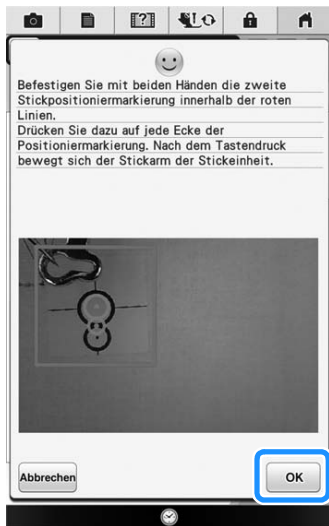 Befestigen Sie mit beiden Händen die zweite
Stickpositioniermarkierung innerhalb der roten
Linien.
Drücken Sie dazu auf jede Ecke der
Positioniermarkierung. Nach dem Tastendruck
bewegt sich der Stickarm der Stickeinheit.
Abbrechen
OK